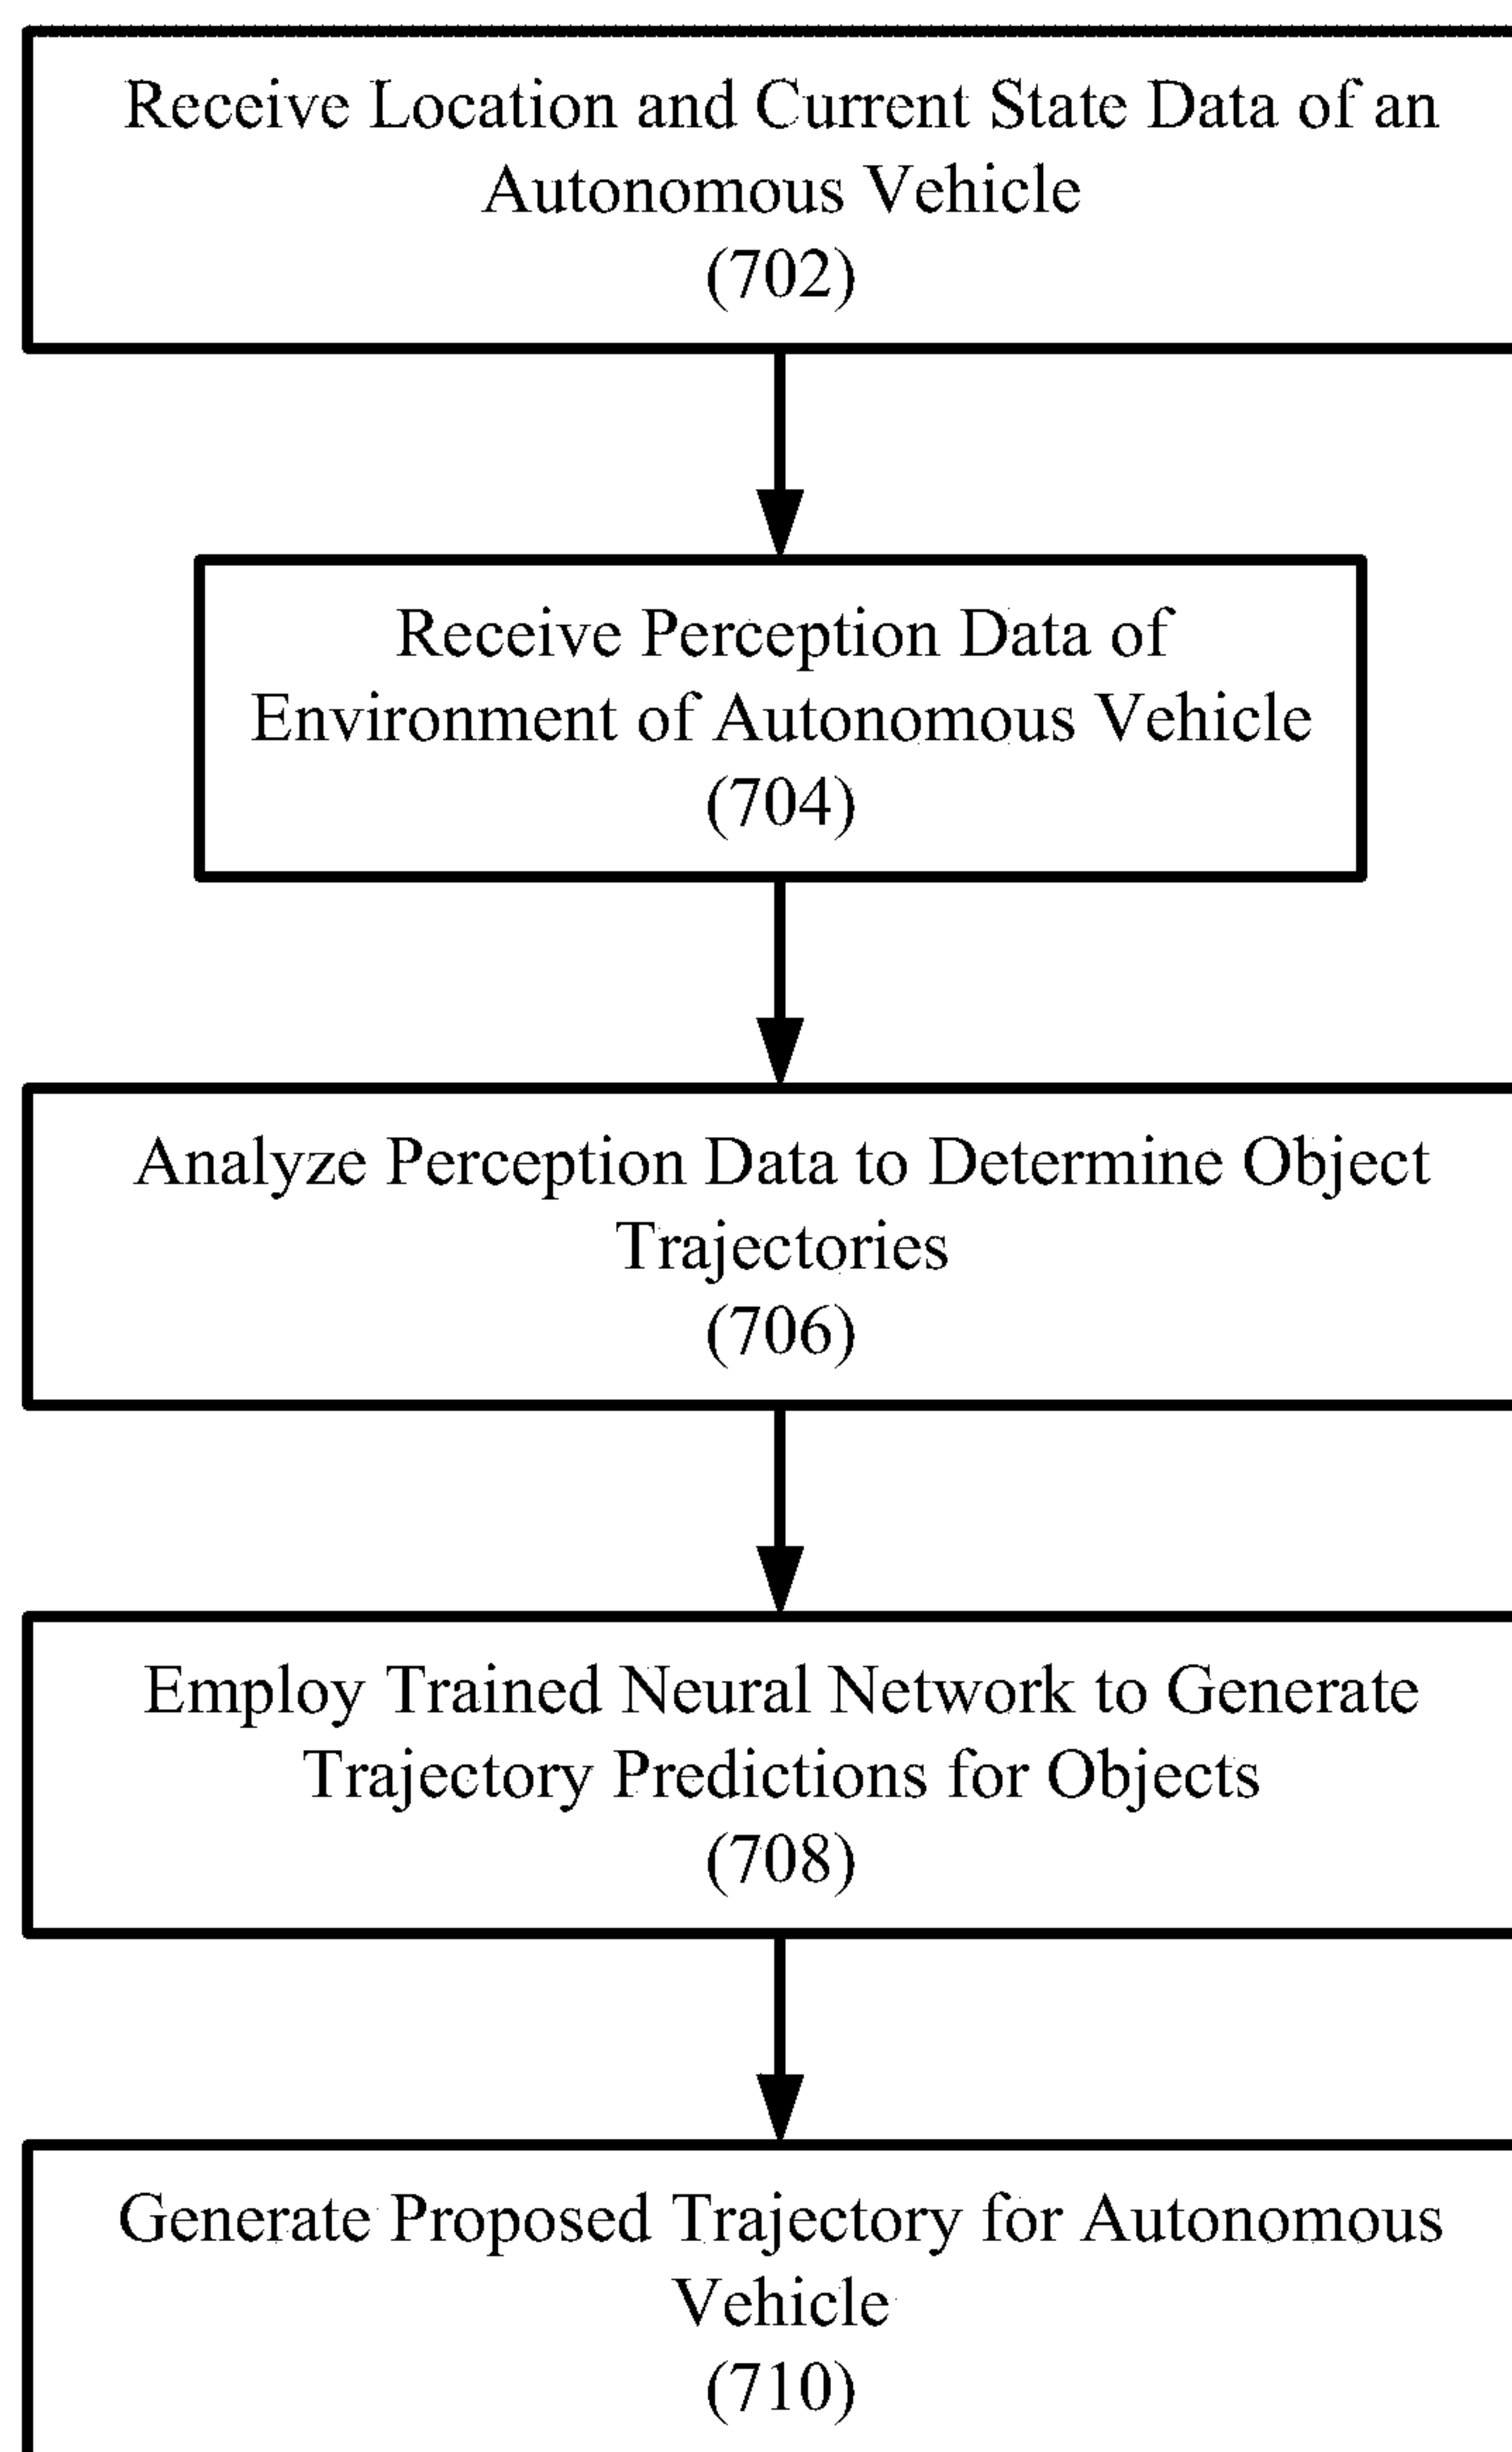 Receive Location and Current State Data of an
Autonomous Vehicle
(702)
Receive Perception Data of
Environment of Autonomous Vehicle
(704)
Analyze Perception Data to Determine Object
Trajectories
(706)
Employ Trained Neural Network to Generate
Trajectory Predictions for Objects
(708)
Generate Proposed Trajectory for Autonomous
Vehicle
(710)